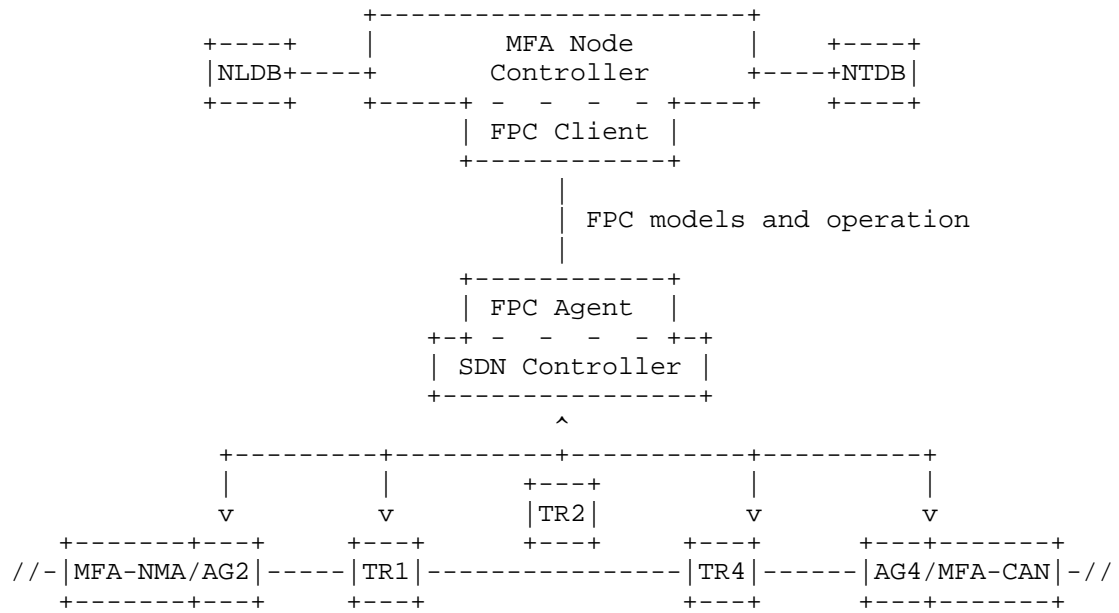 MFA Node
NLDB Controller NTDB
FPC Client
FPC models and operation
FPC Agent
SDN Controller
TR2
//-|MFA-NMA/AG2|-----|TR1|----------------|TR4|------|AG4/MFA-CAN|-//